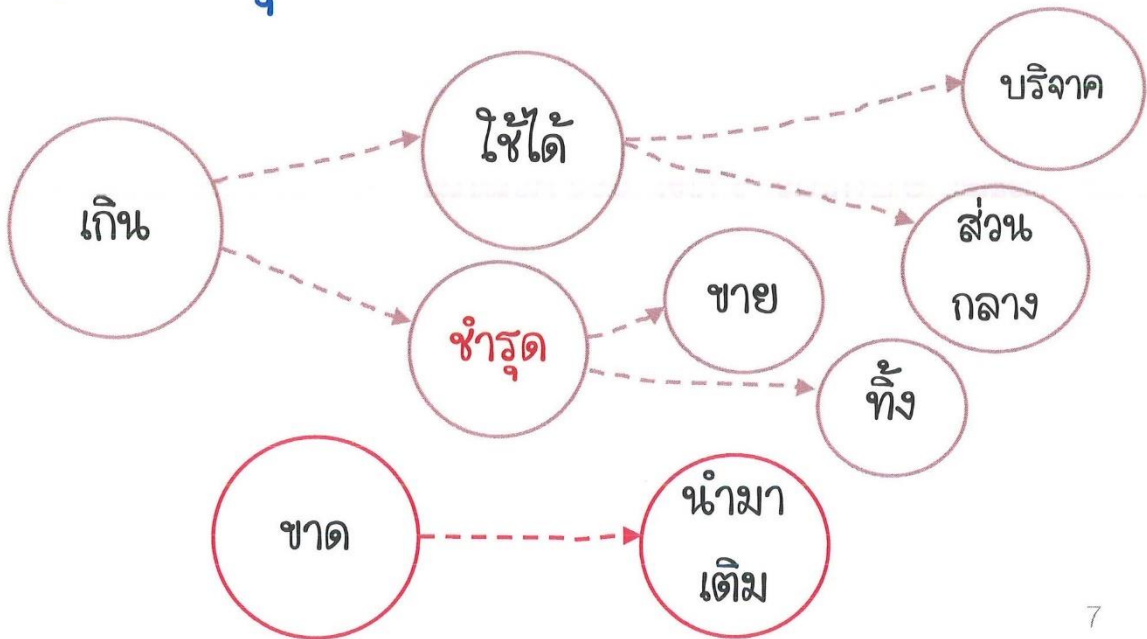 บริจาค
ใช้ได้
เกิน
ส่วน
กลาง
ขาย
ชำรุด
ทิ้ง
ขาด
นำมา
เติม
7